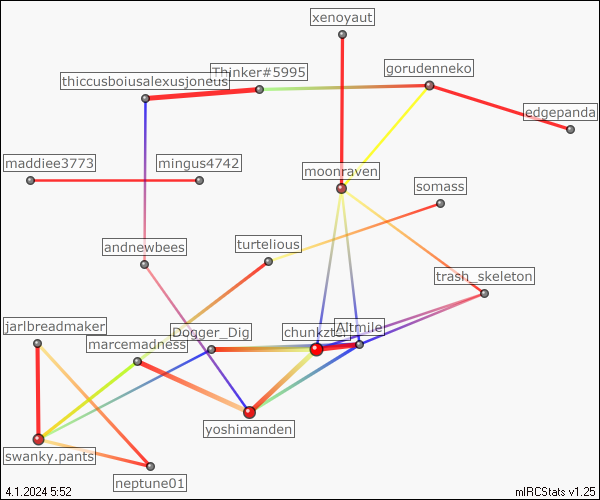 xenoyaut
Thinker#5995
gorudenneko
thiccusboiusalexusjoneus
edgepanda
maddiee3773
mingus4742
moonraven
somass
andnewbees
turtelious
trash_skeleton
jarlbreadmaker
Dogger_Dig
Altmile
marcemadness
yoshimanden
swanky.pants
neptune01
4.1.2024 5:52
mIRCStats v1.25